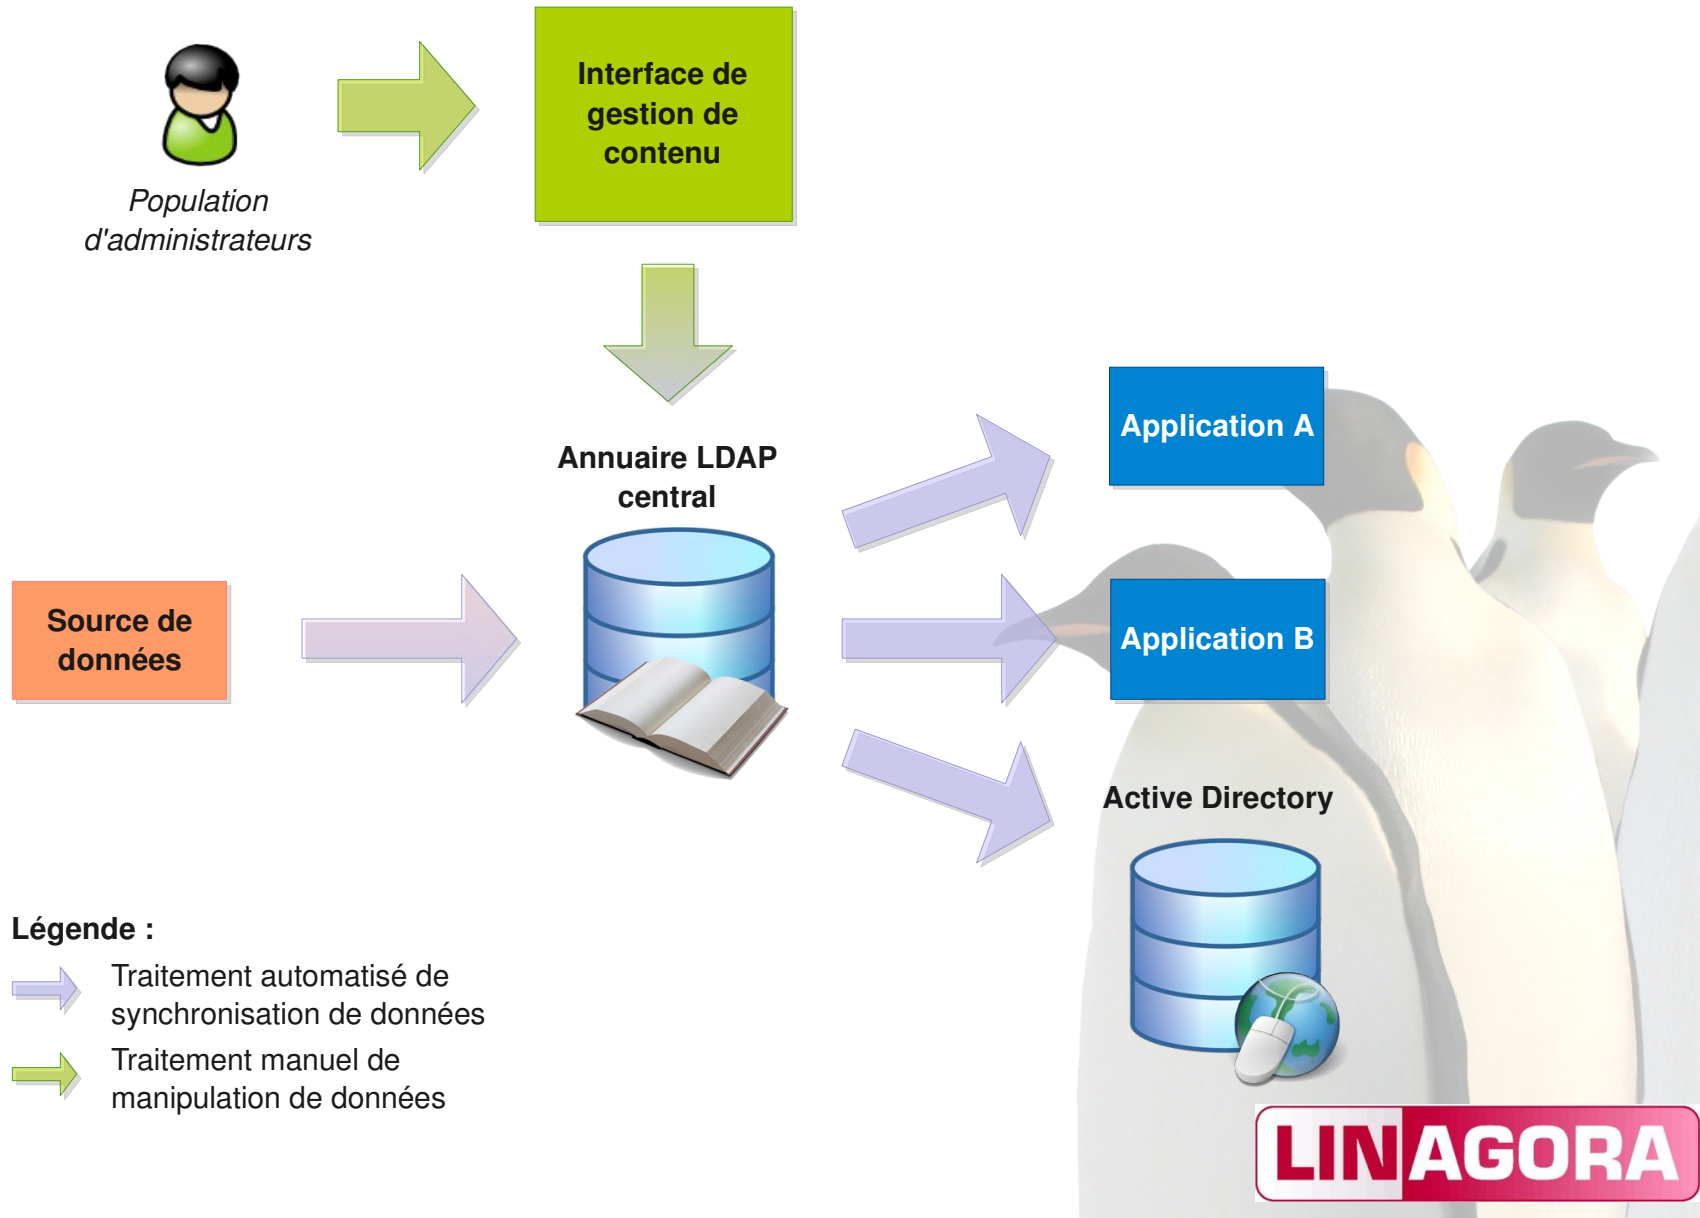 Interface de
gestion de
contenu
Population
d'administrateurs
Annuaire LDAP
central
Application A
Source de
données
Application B
Active Directory
Légende :
Traitement automatisé de
synchronisation de données
Traitement manuel de
manipulation de données
LINAGORA